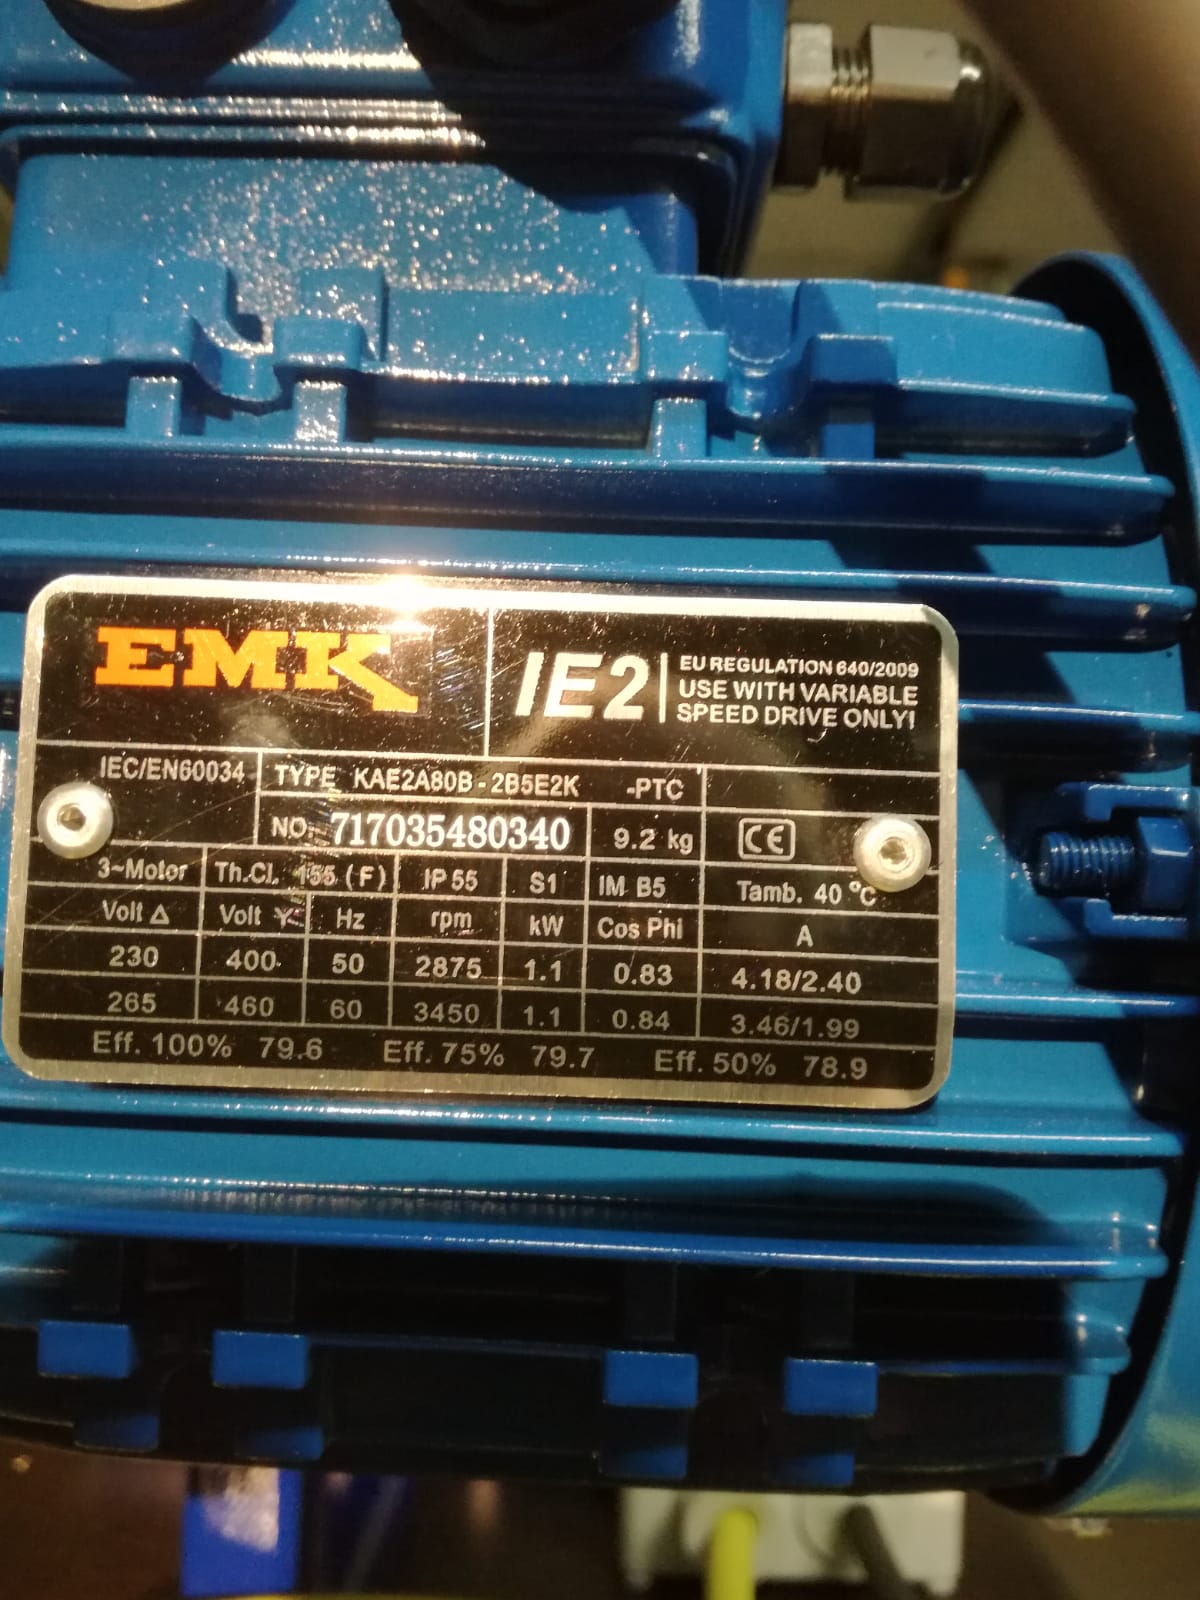 EMK
IE2
EU REGULATION 640/2009
USE WITH VARIABLE
SPEED DRIVE ONLY!
IEC/EN60034 TYPE KAE2A80B-2B5E2K -PTC
NO. 717035480340 9.2 kg CE
3~Motor Th.Cl. 155 (F) IP 55 S1 IM B5 Tamb. 40 °C
Volt Δ Volt Y Hz rpm kW Cos Phi A
230 400 50 2875 1.1 0.83 4.18/2.40
265 460 60 3450 1.1 0.84 3.46/1.99
Eff. 100% 79.6 Eff. 75% 79.7 Eff. 50% 78.9